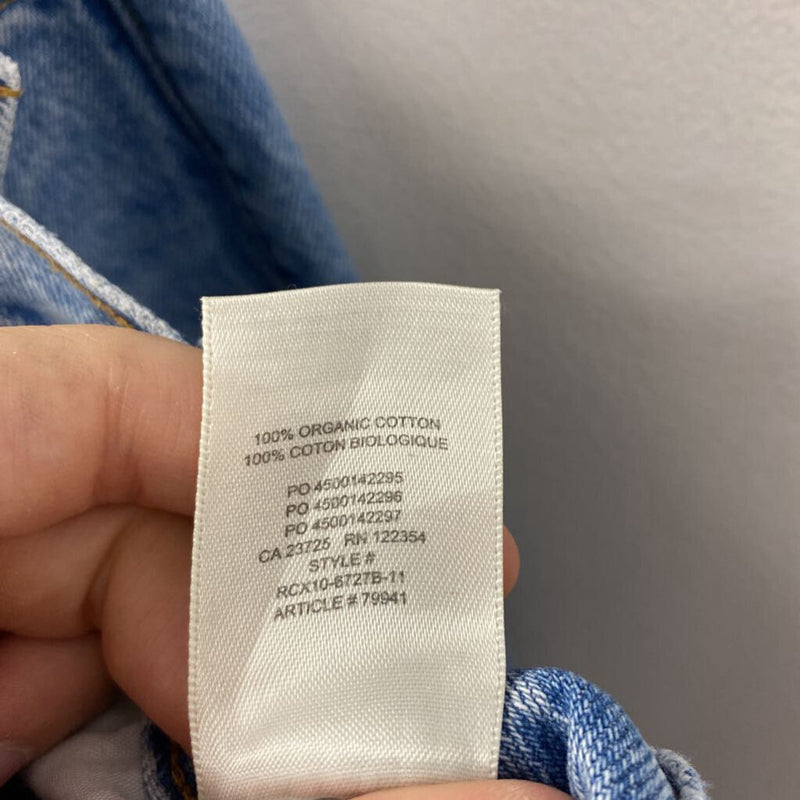 100% ORGANIC COTTON
100% COTON BIOLOGIQUE
PO 4500142295
PO 4500142296
PO 4500142297
CA 23725 RN 122354
STYLE #
RCX10-6727B-11
ARTICLE # 79941